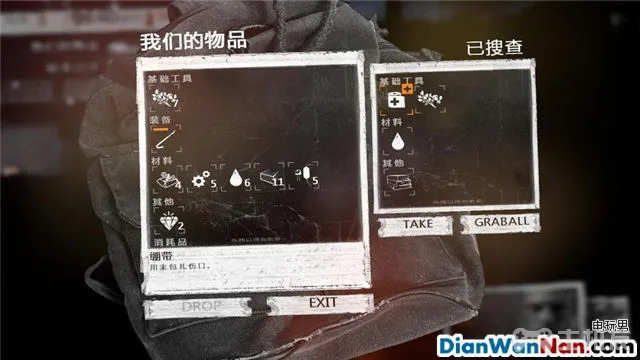 我们的物品
已搜查
基础工具
基础工具
装备
材料
材料
4 5 6 11 5
其他
其他
2
消耗品
绷带
用来包扎伤口。
DROP
EXIT
TAKE
GRABALL
电玩男
DianWanNan.com